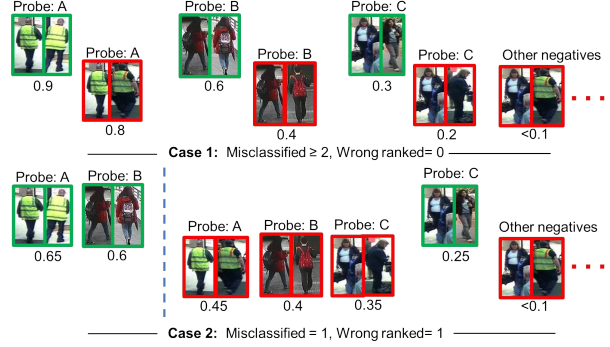 Probe: A
Probe: B
Probe: C
Probe: A
Probe: B
Probe: C
Other negatives
0.9
0.6
0.3
0.8
0.4
0.2
<0.1
Case 1: Misclassified ≥ 2, Wrong ranked= 0
Probe: A
Probe: B
Probe: C
Probe: A
Probe: B
Probe: C
Other negatives
0.65
0.6
0.25
0.45
0.4
0.35
<0.1
Case 2: Misclassified = 1, Wrong ranked= 1